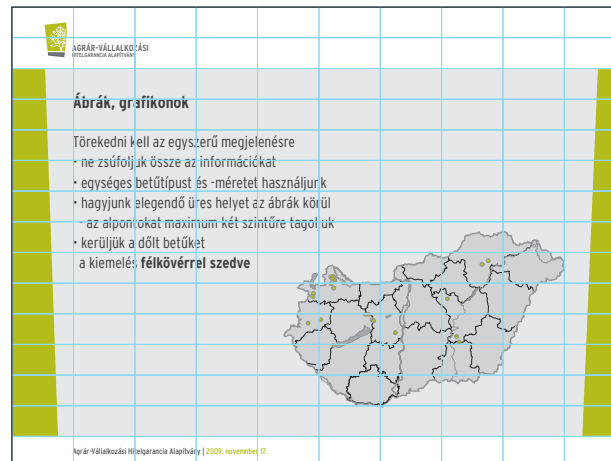 AGRÁR-VÁLLALKOZÁSI
HITELGARANCIA ALAPÍTVÁNY
Ábrák, grafikonok
Törekedni kell az egyszerű megjelenésre
• ne zsúfoljuk össze az információkat
• egységes betűtípust és -méretet használjunk
• hagyjunk elegendő üres helyet az ábrák körül
- az alpontokat maximum két szintűre tagoljuk
• kerüljük a dőlt betűket
a kiemelés félkövérrel szedve
Agrár-Vállalkozási Hitelgarancia Alapítvány | 2009. november 17.